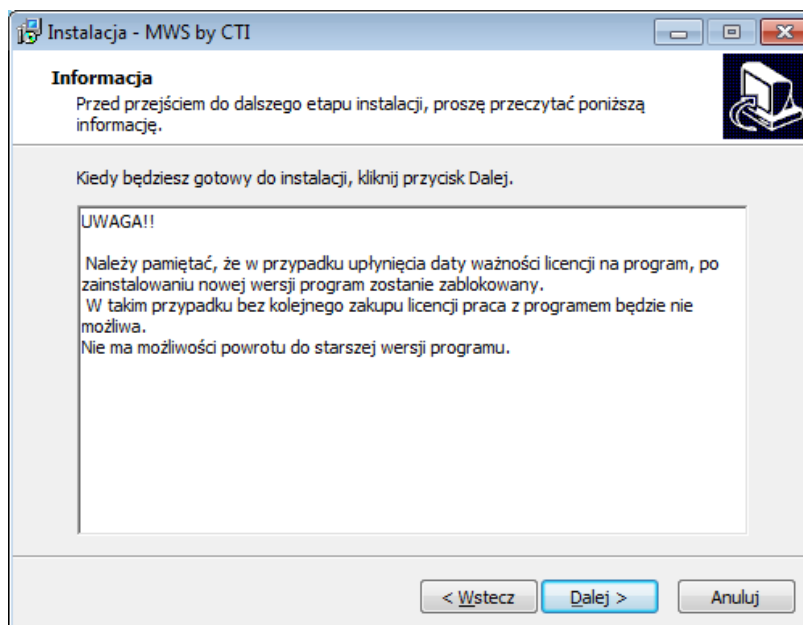 Instalacja - MWS by CTI
Informacja
Przed przejściem do dalszego etapu instalacji, proszę przeczytać poniższą
informację.
Kiedy będziesz gotowy do instalacji, kliknij przycisk Dalej.
UWAGA!!
Należy pamiętać, że w przypadku upłynięcia daty ważności licencji na program, po
zainstalowaniu nowej wersji program zostanie zablokowany.
W takim przypadku bez kolejnego zakupu licencji praca z programem będzie nie
możliwa.
Nie ma możliwości powrotu do starszej wersji programu.
< Wstecz
Dalej >
Anuluj